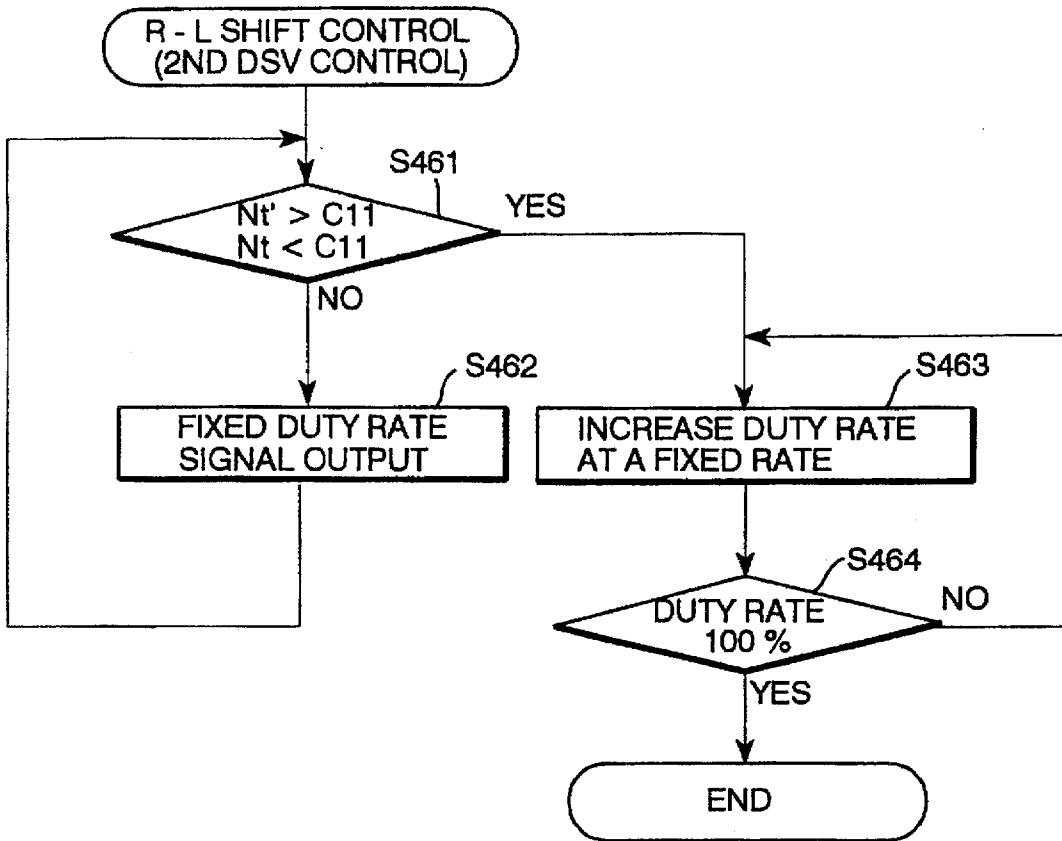 R - L SHIFT CONTROL
(2ND DSV CONTROL)
S461
Nt' > C11
Nt < C11
YES
NO
S462
FIXED DUTY RATE
SIGNAL OUTPUT
S463
INCREASE DUTY RATE
AT A FIXED RATE
S464
DUTY RATE
100 %
NO
YES
END